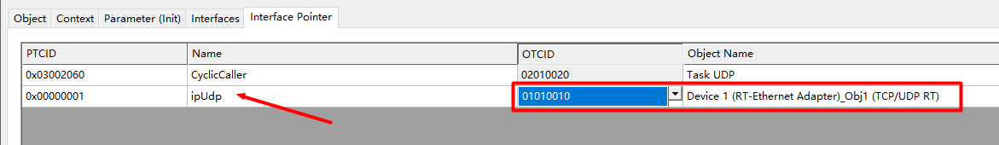 Object Context Parameter (Init) Interfaces Interface Pointer
PTCID Name OTCID Object Name
0x03002060 CyclicCaller 02010020 Task UDP
0x00000001 ipUdp 01010010 Device 1 (RT-Ethernet Adapter)_Obj1 (TCP/UDP RT)